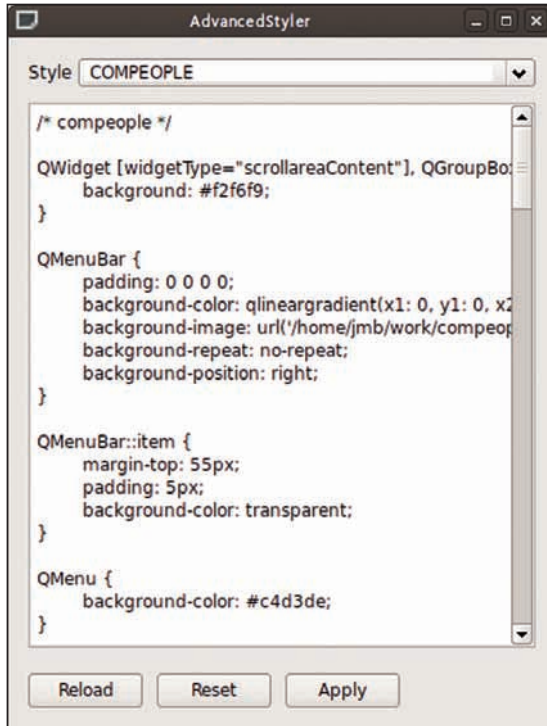 AdvancedStyler
Style COMPEOPLE
/* compeople */
QWidget [widgetType="scrollareaContent"], QGroupBox
background: #f2f6f9;
}
QMenuBar {
padding: 0 0 0 0;
background-color: qlineargradient(x1: 0, y1: 0, x2
background-image: url('/home/jmb/work/compeop
background-repeat: no-repeat;
background-position: right;
}
QMenuBar::item {
margin-top: 55px;
padding: 5px;
background-color: transparent;
}
QMenu {
background-color: #c4d3de;
}
Reload Reset Apply